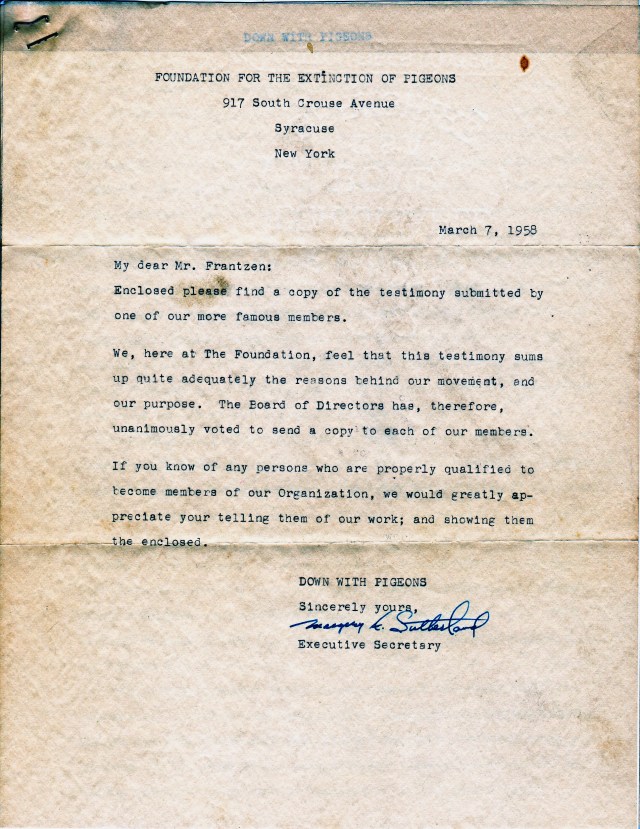 DOWN WITH PIGEONS
FOUNDATION FOR THE EXTINCTION OF PIGEONS
917 South Crouse Avenue
Syracuse
New York
March 7, 1958
My dear Mr. Frantzen:
Enclosed please find a copy of the testimony submitted by
one of our more famous members.
We, here at The Foundation, feel that this testimony sums
up quite adequately the reasons behind our movement, and
our purpose. The Board of Directors has, therefore,
unanimously voted to send a copy to each of our members.
If you know of any persons who are properly qualified to
become members of our Organization, we would greatly ap-
preciate your telling them of our work; and showing them
the enclosed.
DOWN WITH PIGEONS
Sincerely yours,
Margery L. Sutherland
Executive Secretary